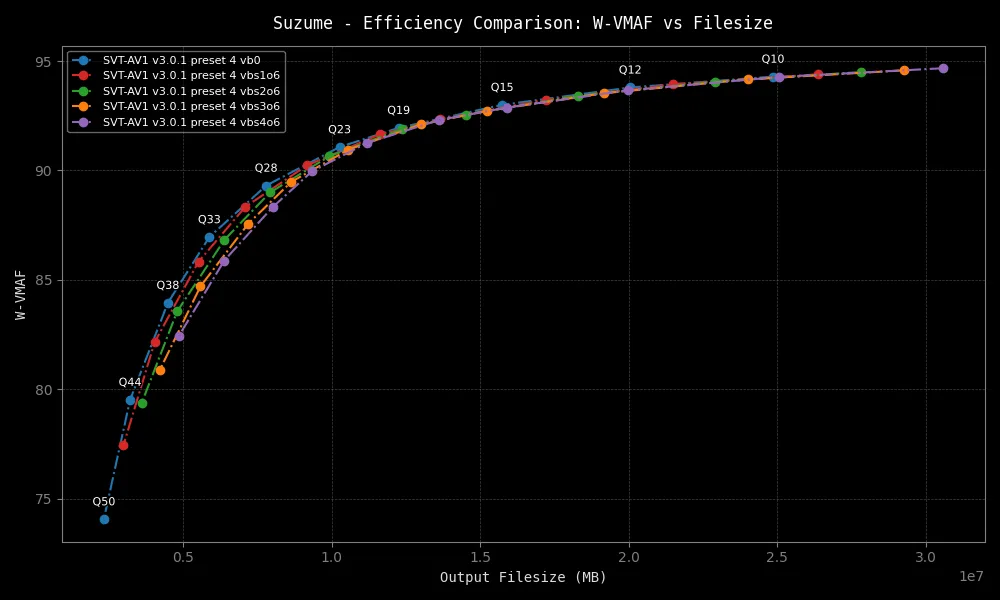 Suzume - Efficiency Comparison: W-VMAF vs Filesize
SVT-AV1 v3.0.1 preset 4 vb0
SVT-AV1 v3.0.1 preset 4 vbs1o6
SVT-AV1 v3.0.1 preset 4 vbs2o6
SVT-AV1 v3.0.1 preset 4 vbs3o6
SVT-AV1 v3.0.1 preset 4 vbs4o6
95
90
85
80
75
W-VMAF
Q10
Q12
Q15
Q19
Q23
Q28
Q33
Q38
Q44
Q50
0.5 1.0 1.5 2.0 2.5 3.0
1e7
Output Filesize (MB)